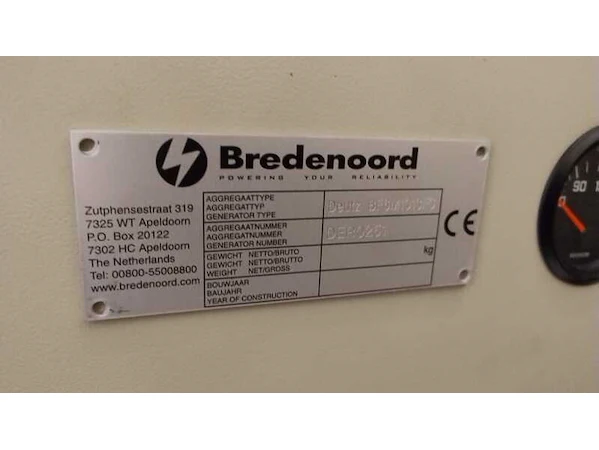 Bredenoord
POWERING YOUR RELIABILITY
Zutphensestraat 319
7325 WT Apeldoorn
P.O. Box 20122
7302 HC Apeldoorn
The Netherlands
Tel: 00800-55008800
www.bredenoord.com
AGGREGAATTYPE
AGGREGATTYP
GENERATOR TYPE
Deutz
AGGREGAATNUMMER
AGGREGATNUMMER
GENERATOR NUMBER
GEWICHT NETTO/BRUTO
GEWICHT NETTO/BRUTTO
WEIGHT NET/GROSS
kg
BOUWJAAR
BAUJAHR
YEAR OF CONSTRUCTION
CE
90